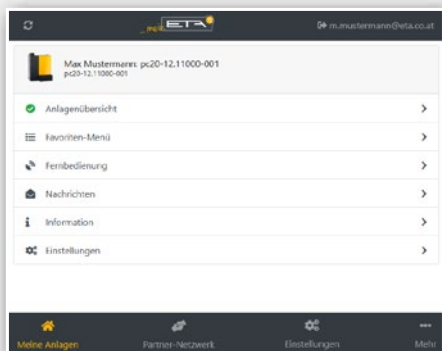 mein ETA
m.mustermann@eta.co.at
Max Mustermann: pc20-12.11000-001
pc20-12.11000-001
Anlagenübersicht
Favoriten-Menü
Fernbedienung
Nachrichten
Information
Einstellungen
Meine Anlagen Partner-Netzwerk Einstellungen Mehr